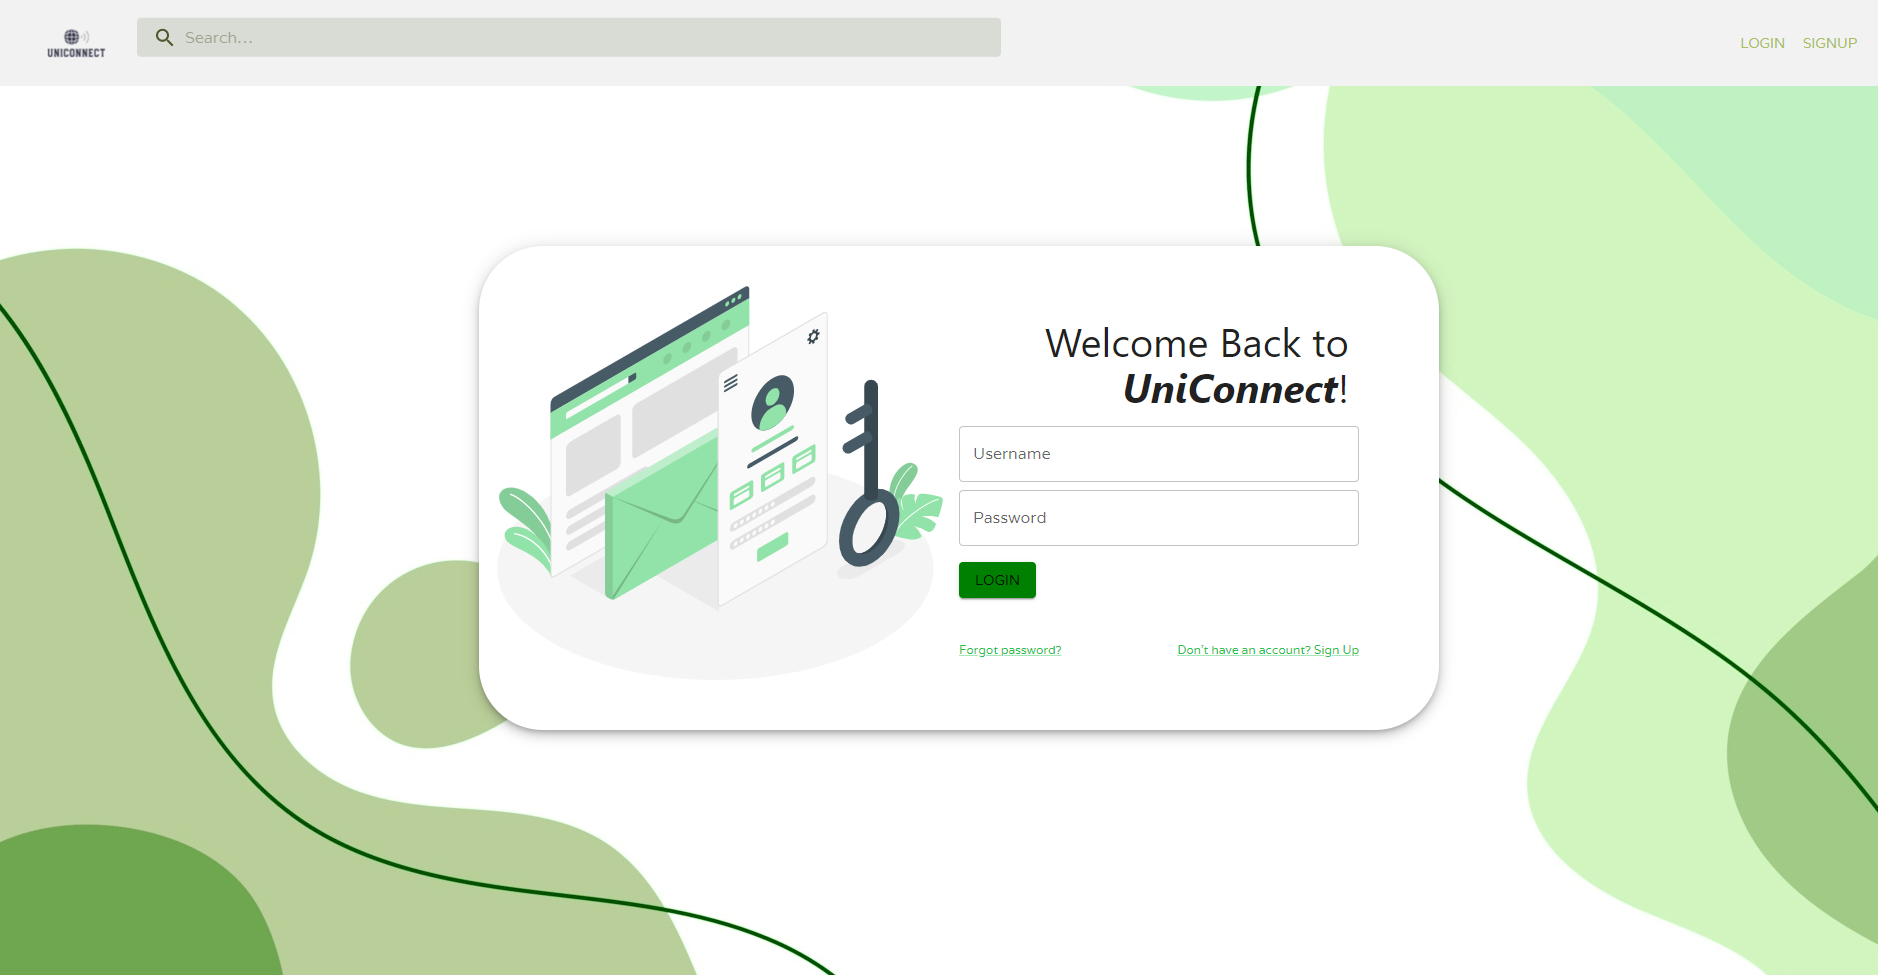 UNICONNECT
Search...
LOGIN
SIGNUP
Welcome Back to
UniConnect!
Username
Password
LOGIN
Forgot password?
Don't have an account? Sign Up